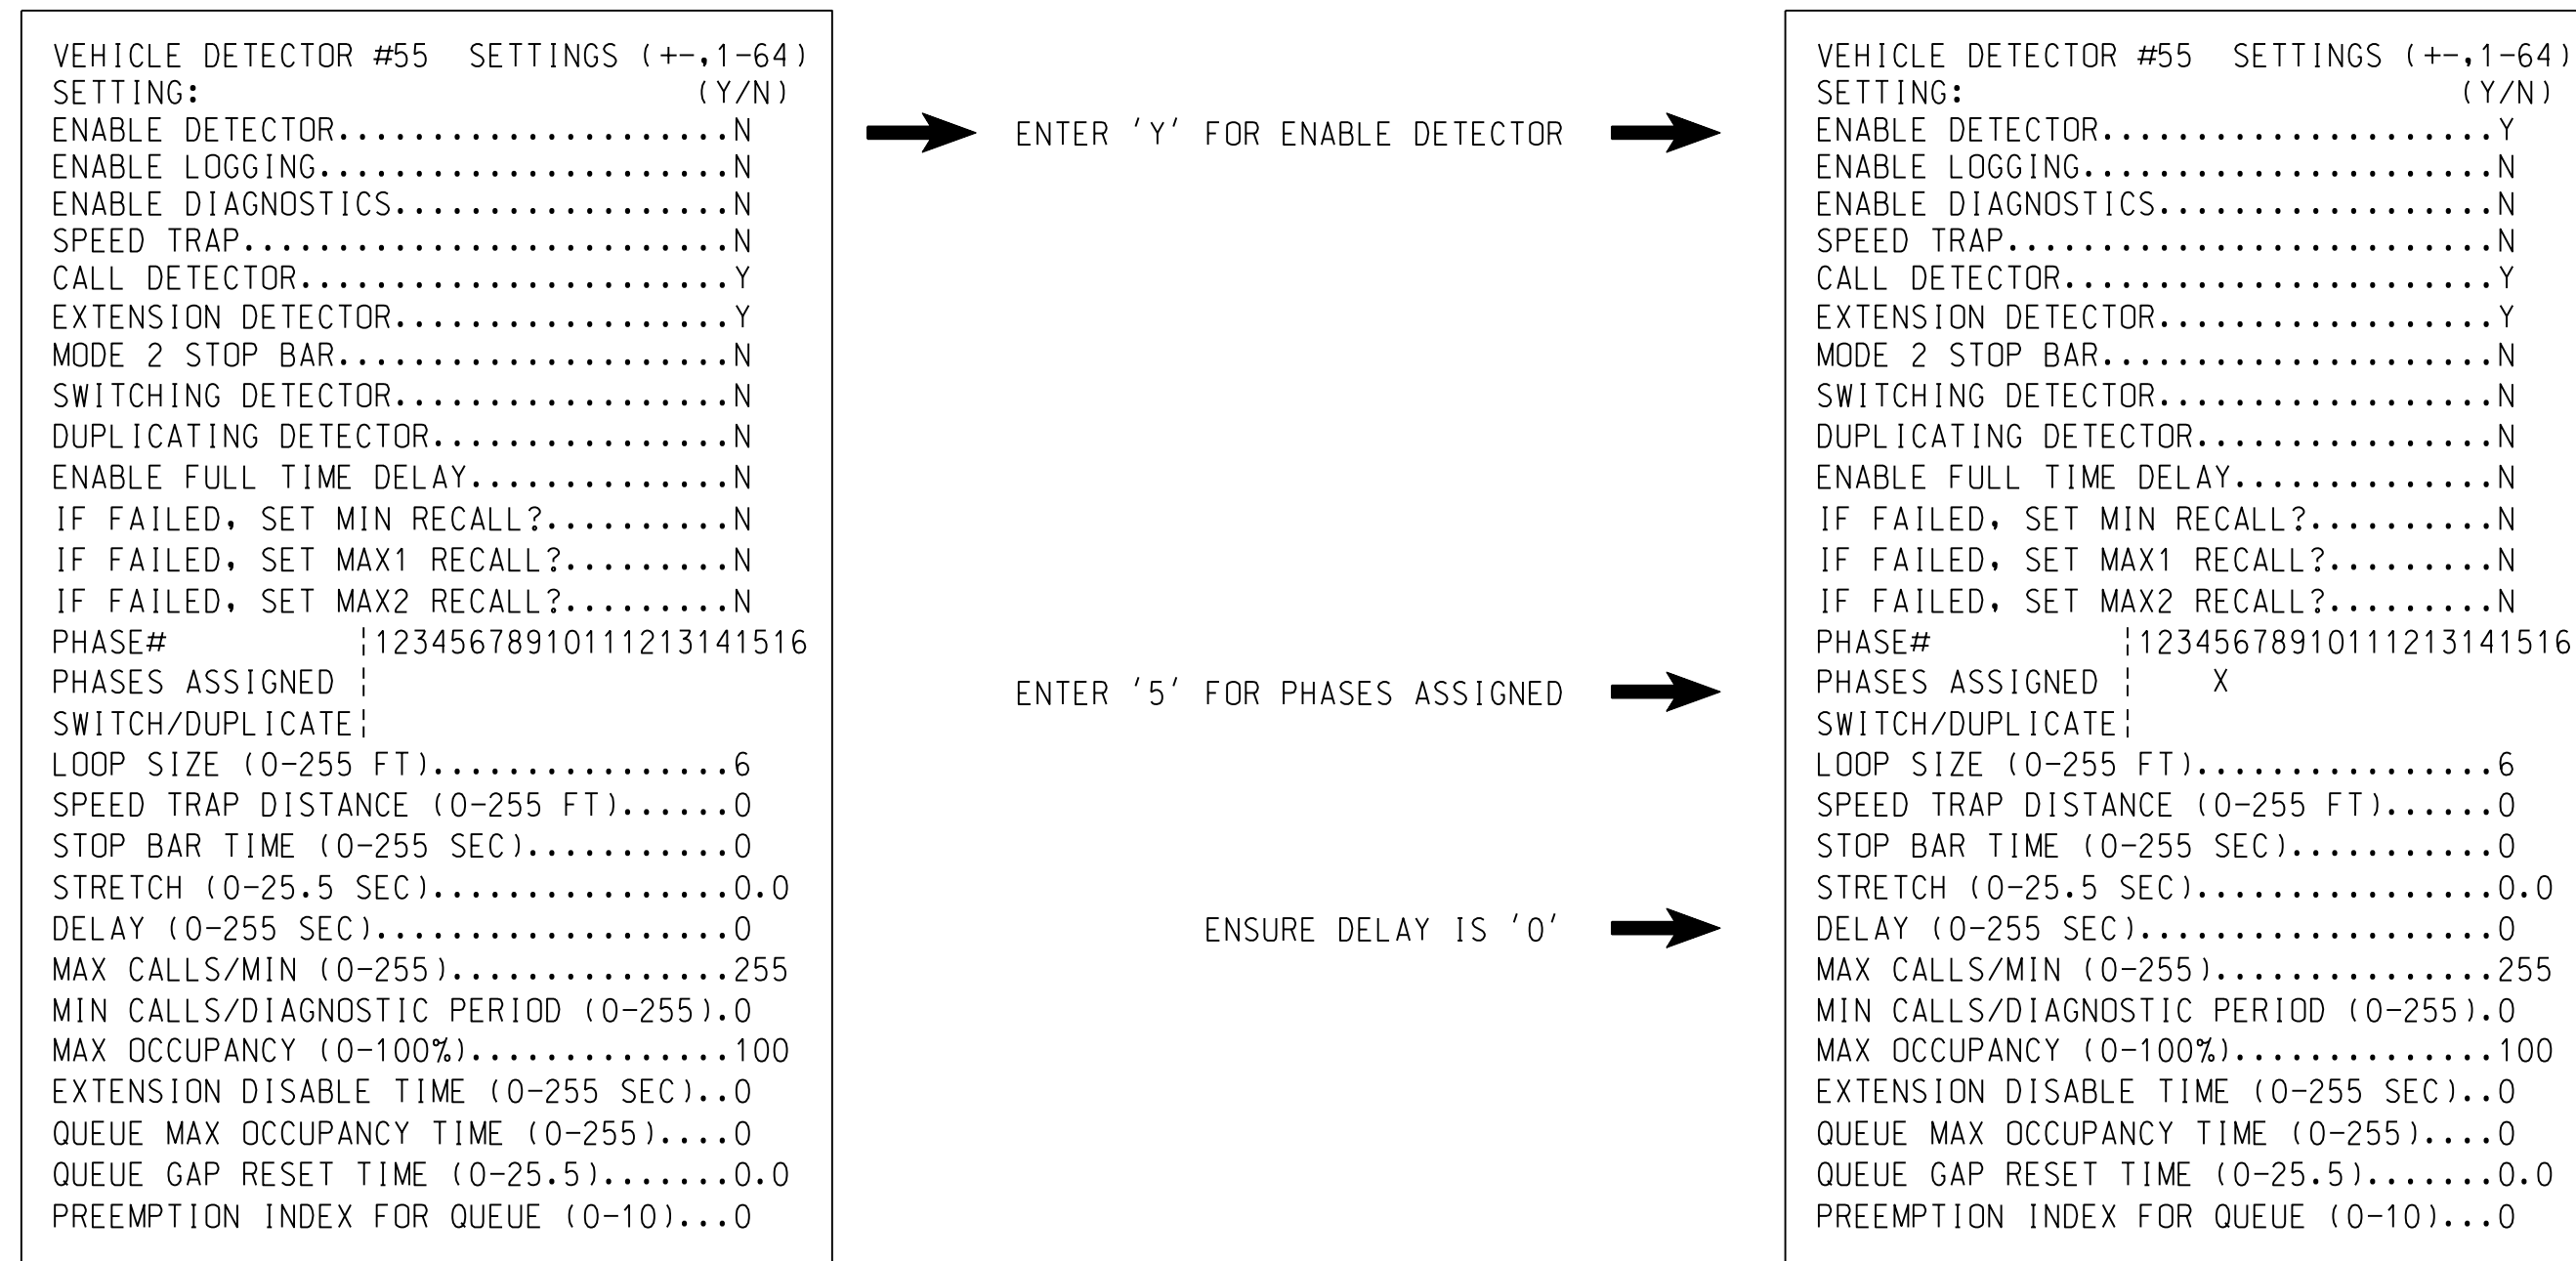 VEHICLE DETECTOR #55  SETTINGS (+-,1-64)
SETTING:                          (Y/N)
ENABLE DETECTOR.....................N
ENABLE LOGGING......................N
ENABLE DIAGNOSTICS..................N
SPEED TRAP..........................N
CALL DETECTOR.......................Y
EXTENSION DETECTOR..................Y
MODE 2 STOP BAR.....................N
SWITCHING DETECTOR..................N
DUPLICATING DETECTOR................N
ENABLE FULL TIME DELAY..............N
IF FAILED, SET MIN RECALL?..........N
IF FAILED, SET MAX1 RECALL?.........N
IF FAILED, SET MAX2 RECALL?.........N
PHASE#          ¦12345678910111213141516
PHASES ASSIGNED ¦
SWITCH/DUPLICATE¦
LOOP SIZE (0-255 FT)................6
SPEED TRAP DISTANCE (0-255 FT)......0
STOP BAR TIME (0-255 SEC)...........0
STRETCH (0-25.5 SEC)................0.0
DELAY (0-255 SEC)...................0
MAX CALLS/MIN (0-255)...............255
MIN CALLS/DIAGNOSTIC PERIOD (0-255).0
MAX OCCUPANCY (0-100%)..............100
EXTENSION DISABLE TIME (0-255 SEC)..0
QUEUE MAX OCCUPANCY TIME (0-255)....0
QUEUE GAP RESET TIME (0-25.5).......0.0
PREEMPTION INDEX FOR QUEUE (0-10)...0
ENTER 'Y' FOR ENABLE DETECTOR
ENTER '5' FOR PHASES ASSIGNED
ENSURE DELAY IS '0'
VEHICLE DETECTOR #55  SETTINGS (+-,1-64)
SETTING:                          (Y/N)
ENABLE DETECTOR.....................Y
ENABLE LOGGING......................N
ENABLE DIAGNOSTICS..................N
SPEED TRAP..........................N
CALL DETECTOR.......................Y
EXTENSION DETECTOR..................Y
MODE 2 STOP BAR.....................N
SWITCHING DETECTOR..................N
DUPLICATING DETECTOR................N
ENABLE FULL TIME DELAY..............N
IF FAILED, SET MIN RECALL?..........N
IF FAILED, SET MAX1 RECALL?.........N
IF FAILED, SET MAX2 RECALL?.........N
PHASE#          ¦12345678910111213141516
PHASES ASSIGNED ¦    X
SWITCH/DUPLICATE¦
LOOP SIZE (0-255 FT)................6
SPEED TRAP DISTANCE (0-255 FT)......0
STOP BAR TIME (0-255 SEC)...........0
STRETCH (0-25.5 SEC)................0.0
DELAY (0-255 SEC)...................0
MAX CALLS/MIN (0-255)...............255
MIN CALLS/DIAGNOSTIC PERIOD (0-255).0
MAX OCCUPANCY (0-100%)..............100
EXTENSION DISABLE TIME (0-255 SEC)..0
QUEUE MAX OCCUPANCY TIME (0-255)....0
QUEUE GAP RESET TIME (0-25.5).......0.0
PREEMPTION INDEX FOR QUEUE (0-10)...0